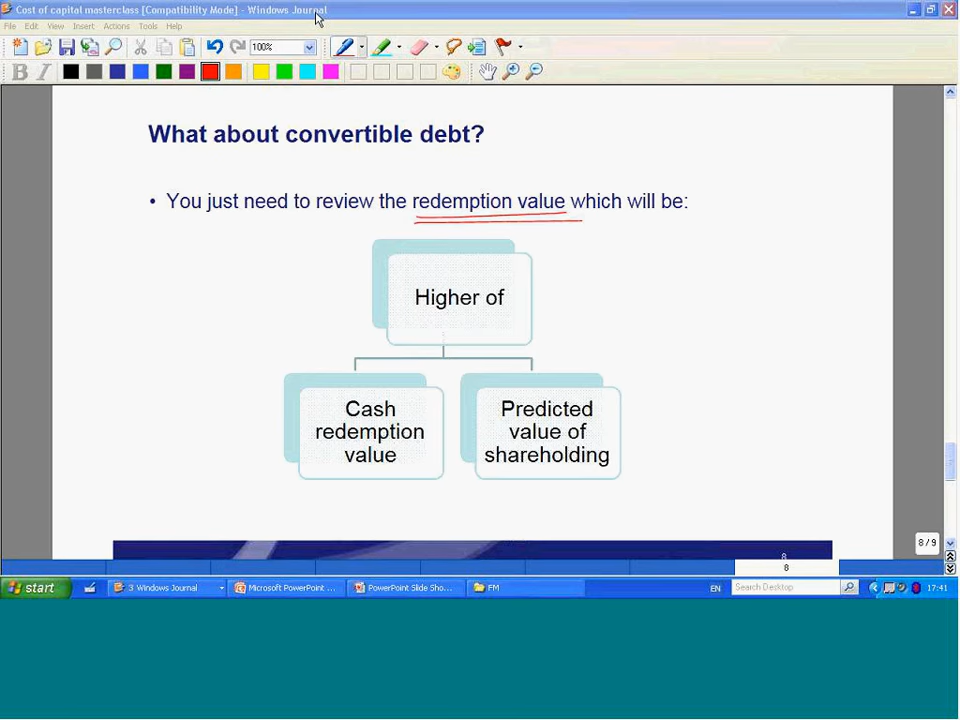 Cost of capital masterclass [Compatibility Mode] - Windows Journal
File Edit View Insert Actions Tools Help
100%
B I
What about convertible debt?
• You just need to review the redemption value which will be:
Higher of
Cash
redemption
value
Predicted
value of
shareholding
8
8 / 9
8
start
3 Windows Journal
Microsoft PowerPoint ...
PowerPoint Slide Sho...
FM
EN
Search Desktop
17:41